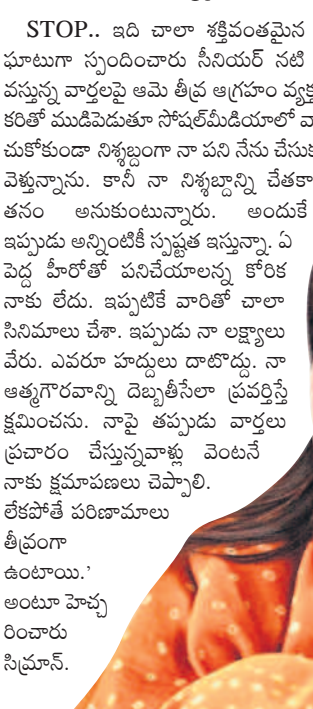 STOP.. ఇది చాలా శక్తివంతమైన
ఘాటుగా స్పందించారు సీనియర్ నటి
వస్తున్న వార్తలపై ఆమె తీవ్ర ఆగ్రహం వ్యక్త
కరితో ముడిపెడుతూ సోషల్‌మీడియాలో వా
చుకోకుండా నిశ్శబ్దంగా నా పని నేను చేసుక
వెళ్తున్నాను. కానీ నా నిశ్శబ్దాన్ని చేతకా
తనం అనుకుంటున్నారు. అందుకే
ఇప్పుడు అన్నింటికీ స్పష్టత ఇస్తున్నా. ఏ
పెద్ద హీరోతో పనిచేయాలన్న కోరిక
నాకు లేదు. ఇప్పటికే వారితో చాలా
సినిమాలు చేశా. ఇప్పుడు నా లక్ష్యాలు
వేరు. ఎవరూ హద్దులు దాటొద్దు. నా
ఆత్మగౌరవాన్ని దెబ్బతీసేలా ప్రవర్తిస్తే
క్షమించను. నాపై తప్పుడు వార్తలు
ప్రచారం చేస్తున్నవాళ్లు వెంటనే
నాకు క్షమాపణలు చెప్పాలి.
లేకపోతే పరిణామాలు
తీవ్రంగా
ఉంటాయి.'
అంటూ హెచ్చ
రించారు
సిమ్రాన్.